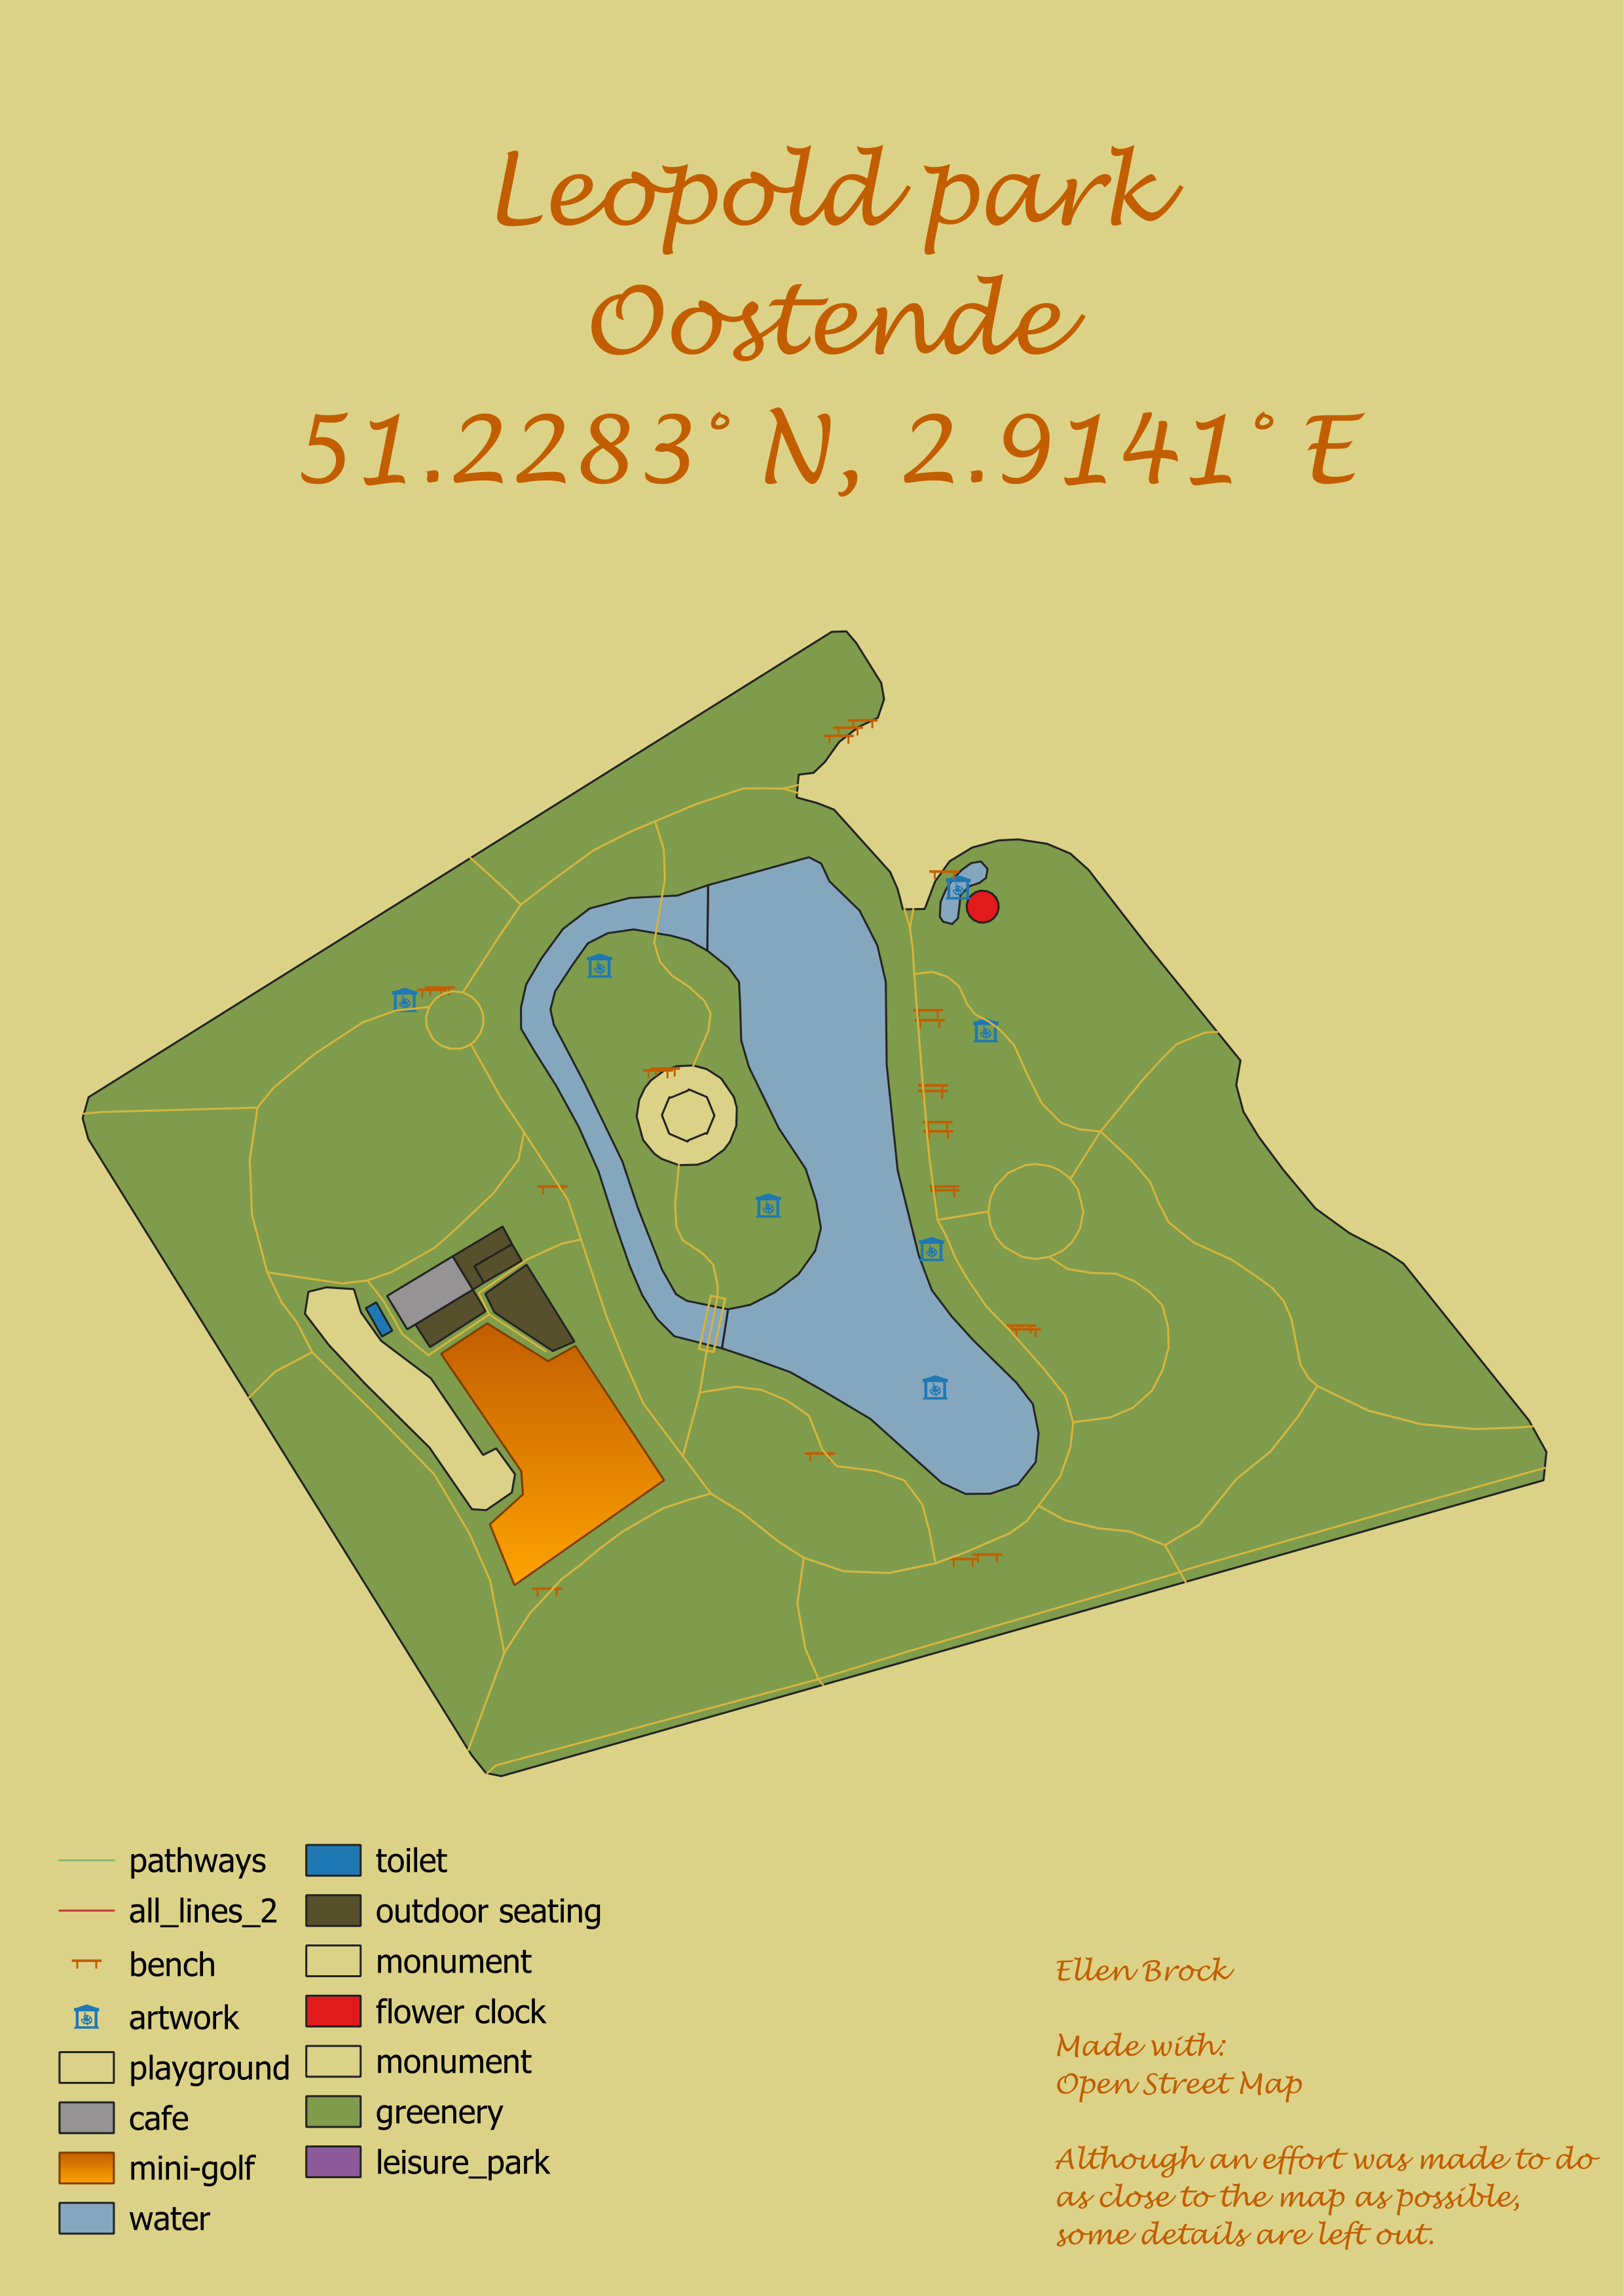 Leopold park
Oostende
51.2283° N, 2.9141° E
pathways
all_lines_2
bench
artwork
playground
cafe
mini-golf
water
toilet
outdoor seating
monument
flower clock
monument
greenery
leisure_park
Ellen Brock
Made with:
Open Street Map
Although an effort was made to do
as close to the map as possible,
some details are left out.